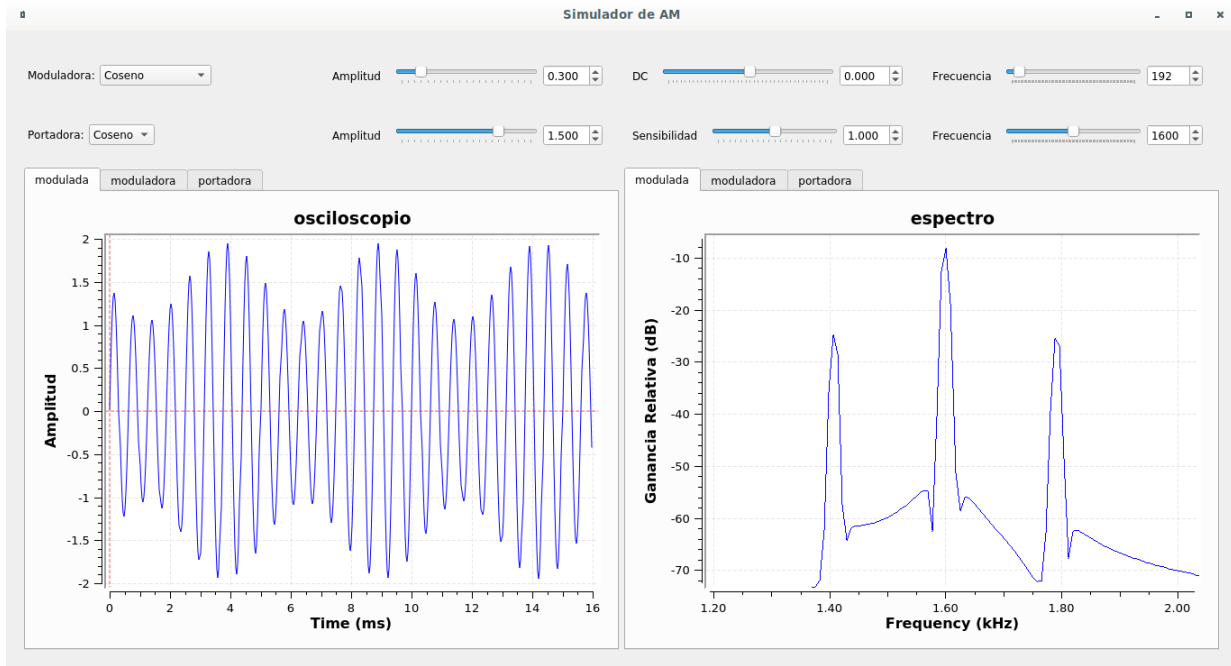 Simulador de AM
Moduladora: Coseno Amplitud 0.300 DC 0.000 Frecuencia 192
Portadora: Coseno Amplitud 1.500 Sensibilidad 1.000 Frecuencia 1600
modulada moduladora portadora
modulada moduladora portadora
osciloscopio
Amplitud
2
1.5
1
0.5
0
-0.5
-1
-1.5
-2
0 2 4 6 8 10 12 14 16
Time (ms)
espectro
Ganancia Relativa (dB)
-10
-20
-30
-40
-50
-60
-70
1.20 1.40 1.60 1.80 2.00
Frequency (kHz)